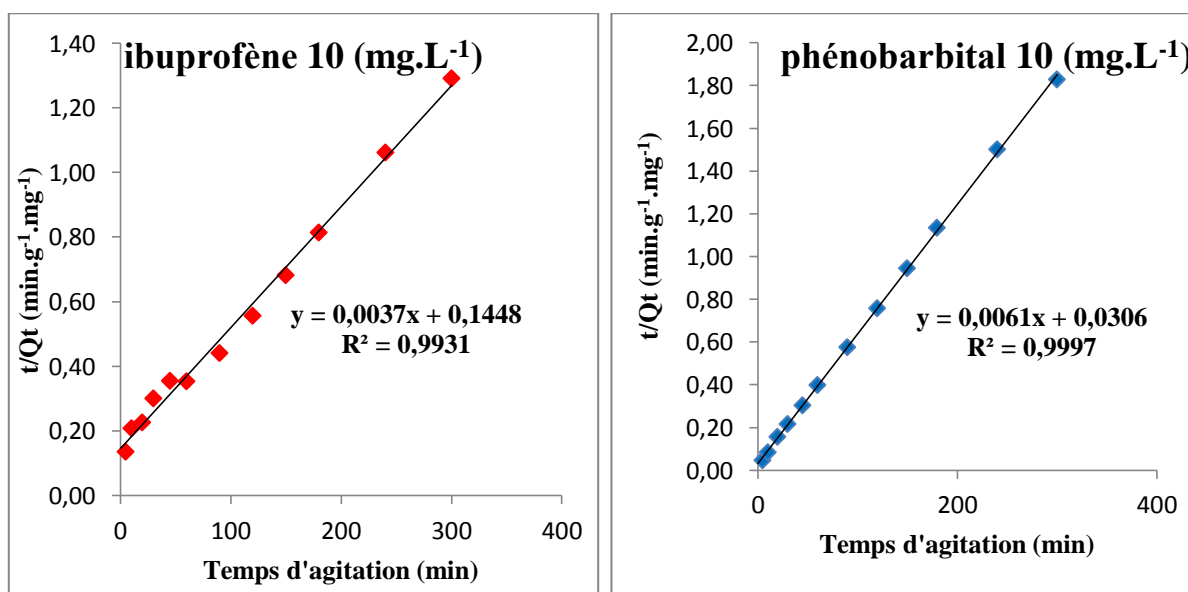 ibuprofène 10 (mg.L⁻¹)
t/Qt (min.g⁻¹.mg⁻¹)
1,40
1,20
1,00
0,80
0,60
0,40
0,20
0,00
y = 0,0037x + 0,1448
R² = 0,9931
0 100 200 300 400
Temps d'agitation (min)
phénobarbital 10 (mg.L⁻¹)
t/Qt (min.g⁻¹.mg⁻¹)
2,00
1,80
1,60
1,40
1,20
1,00
0,80
0,60
0,40
0,20
0,00
y = 0,0061x + 0,0306
R² = 0,9997
0 200 400
Temps d'agitation (min)